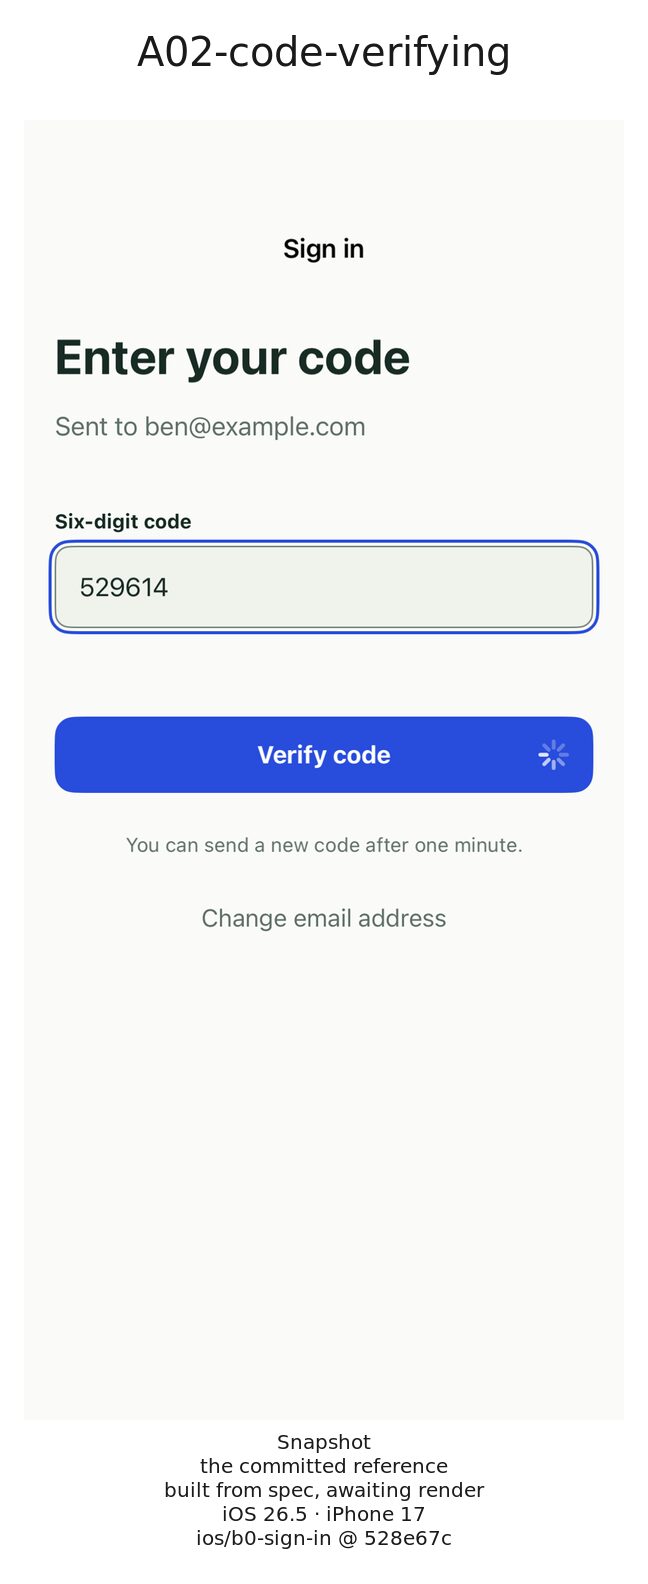 A02-code-verifying
Sign in
Enter your code
Sent to ben@example.com
Six-digit code
529614
Verify code
You can send a new code after one minute.
Change email address
Snapshot
the committed reference
built from spec, awaiting render
iOS 26.5 · iPhone 17
ios/b0-sign-in @ 528e67c